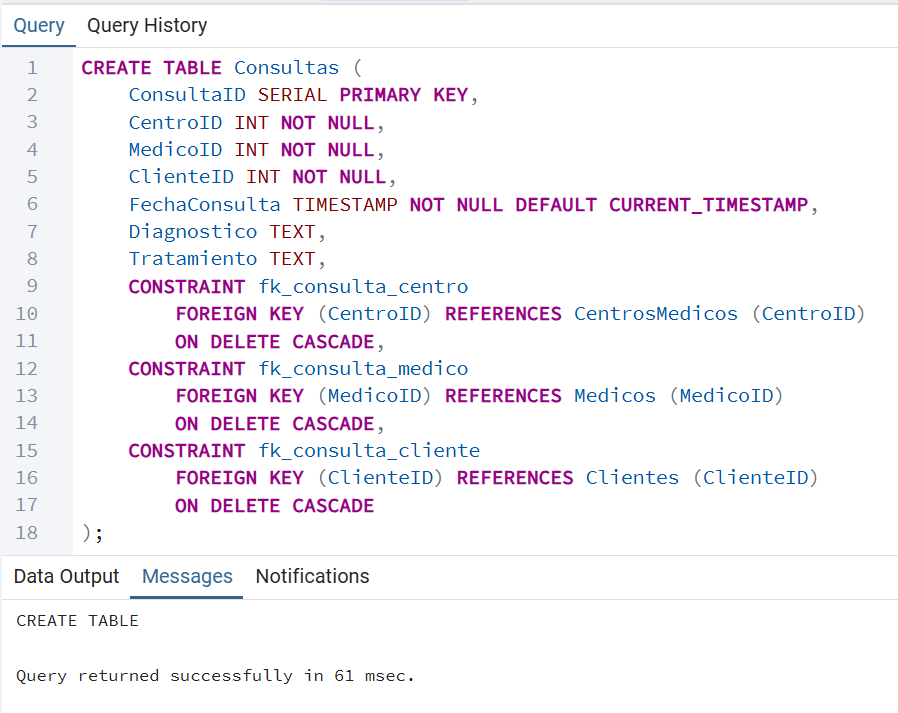 Query Query History
1 CREATE TABLE Consultas (
2 ConsultaID SERIAL PRIMARY KEY,
3 CentroID INT NOT NULL,
4 MedicoID INT NOT NULL,
5 ClienteID INT NOT NULL,
6 FechaConsulta TIMESTAMP NOT NULL DEFAULT CURRENT_TIMESTAMP,
7 Diagnostico TEXT,
8 Tratamiento TEXT,
9 CONSTRAINT fk_consulta_centro
10 FOREIGN KEY (CentroID) REFERENCES CentrosMedicos (CentroID)
11 ON DELETE CASCADE,
12 CONSTRAINT fk_consulta_medico
13 FOREIGN KEY (MedicoID) REFERENCES Medicos (MedicoID)
14 ON DELETE CASCADE,
15 CONSTRAINT fk_consulta_cliente
16 FOREIGN KEY (ClienteID) REFERENCES Clientes (ClienteID)
17 ON DELETE CASCADE
18 );
Data Output Messages Notifications
CREATE TABLE
Query returned successfully in 61 msec.